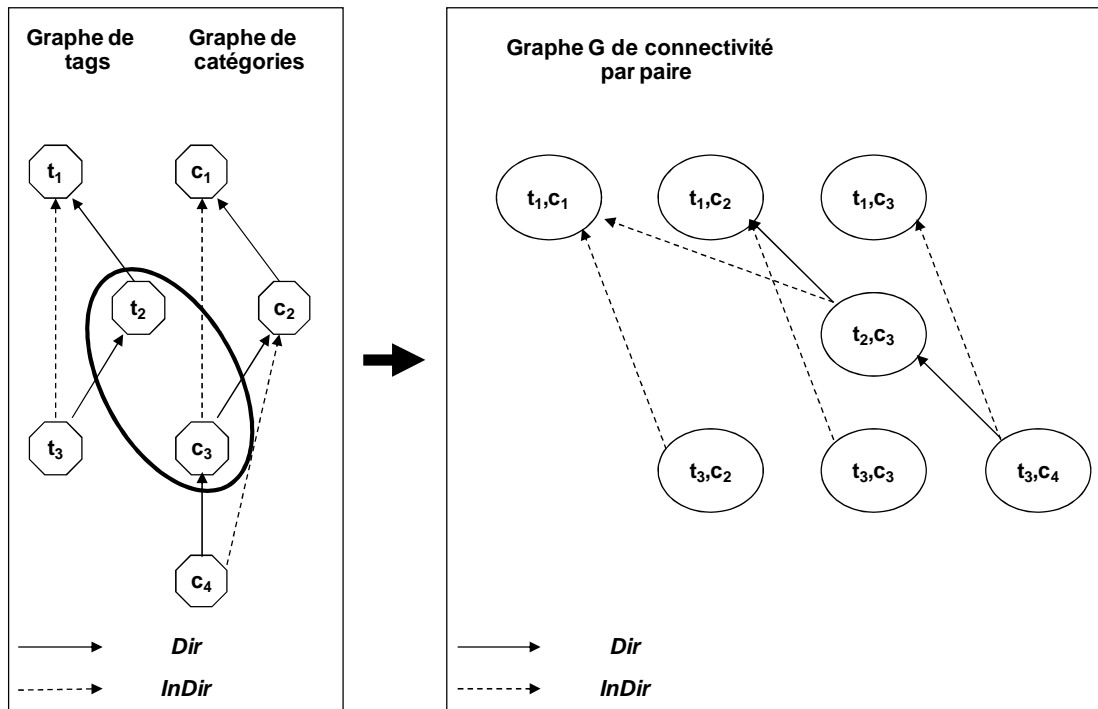 Graphe de
tags
Graphe de
catégories
t1
c1
t2
c2
t3
c3
c4
Dir
InDir
Graphe G de connectivité
par paire
t1,c1
t1,c2
t1,c3
t2,c3
t3,c2
t3,c3
t3,c4
Dir
InDir